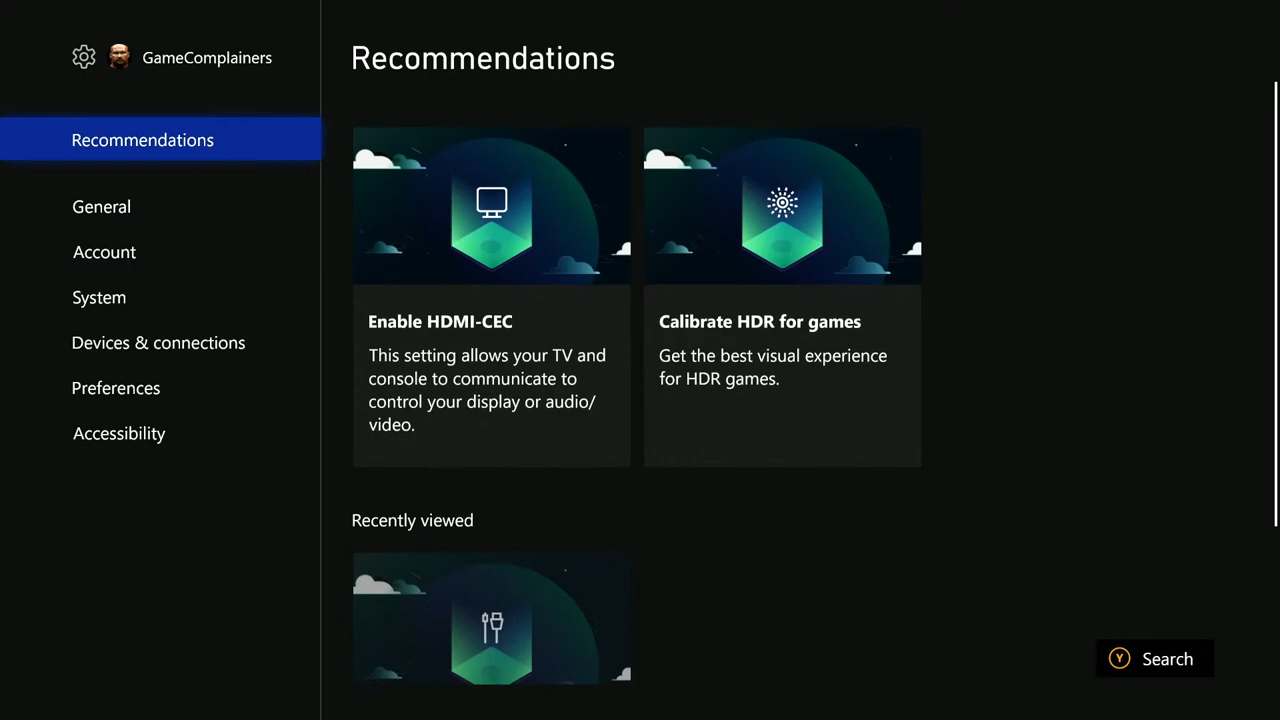 GameComplainers
Recommendations
General
Account
System
Devices & connections
Preferences
Accessibility
Recommendations
Enable HDMI-CEC
This setting allows your TV and
console to communicate to
control your display or audio/
video.
Calibrate HDR for games
Get the best visual experience
for HDR games.
Recently viewed
Y Search